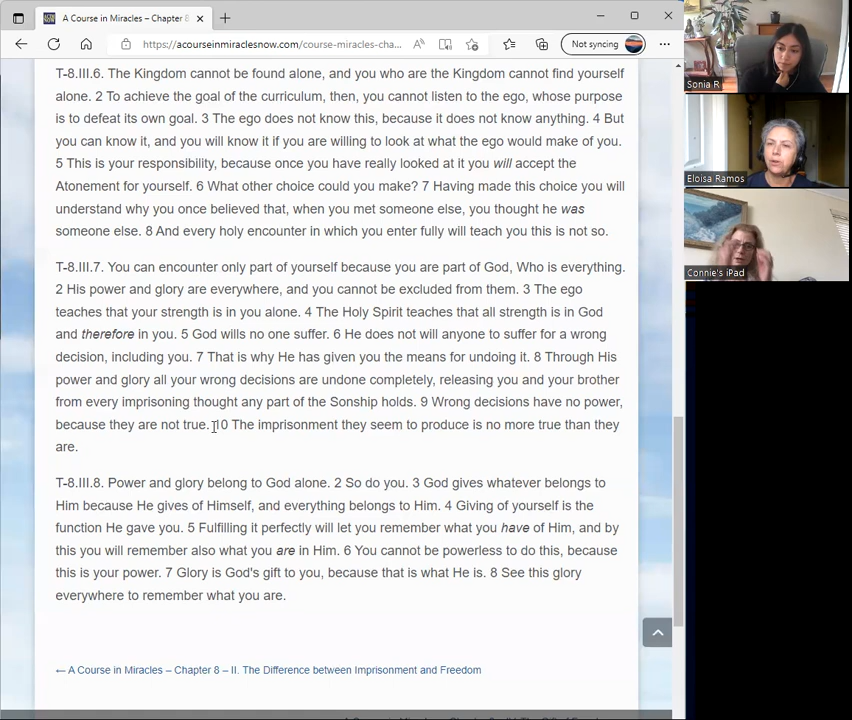 A Course in Miracles – Chapter 8
https://acourseinmiraclesnow.com/course-miracles-cha...
Not syncing
T-8.III.6. The Kingdom cannot be found alone, and you who are the Kingdom cannot find yourself
alone. 2 To achieve the goal of the curriculum, then, you cannot listen to the ego, whose purpose
is to defeat its own goal. 3 The ego does not know this, because it does not know anything. 4 But
you can know it, and you will know it if you are willing to look at what the ego would make of you.
5 This is your responsibility, because once you have really looked at it you will accept the
Atonement for yourself. 6 What other choice could you make? 7 Having made this choice you will
understand why you once believed that, when you met someone else, you thought he was
someone else. 8 And every holy encounter in which you enter fully will teach you this is not so.
T-8.III.7. You can encounter only part of yourself because you are part of God, Who is everything.
2 His power and glory are everywhere, and you cannot be excluded from them. 3 The ego
teaches that your strength is in you alone. 4 The Holy Spirit teaches that all strength is in God
and therefore in you. 5 God wills no one suffer. 6 He does not will anyone to suffer for a wrong
decision, including you. 7 That is why He has given you the means for undoing it. 8 Through His
power and glory all your wrong decisions are undone completely, releasing you and your brother
from every imprisoning thought any part of the Sonship holds. 9 Wrong decisions have no power,
because they are not true. 10 The imprisonment they seem to produce is no more true than they
are.
T-8.III.8. Power and glory belong to God alone. 2 So do you. 3 God gives whatever belongs to
Him because He gives of Himself, and everything belongs to Him. 4 Giving of yourself is the
function He gave you. 5 Fulfilling it perfectly will let you remember what you have of Him, and by
this you will remember also what you are in Him. 6 You cannot be powerless to do this, because
this is your power. 7 Glory is God's gift to you, because that is what He is. 8 See this glory
everywhere to remember what you are.
← A Course in Miracles – Chapter 8 – II. The Difference between Imprisonment and Freedom
Sonia R
Eloisa Ramos
Connie's iPad